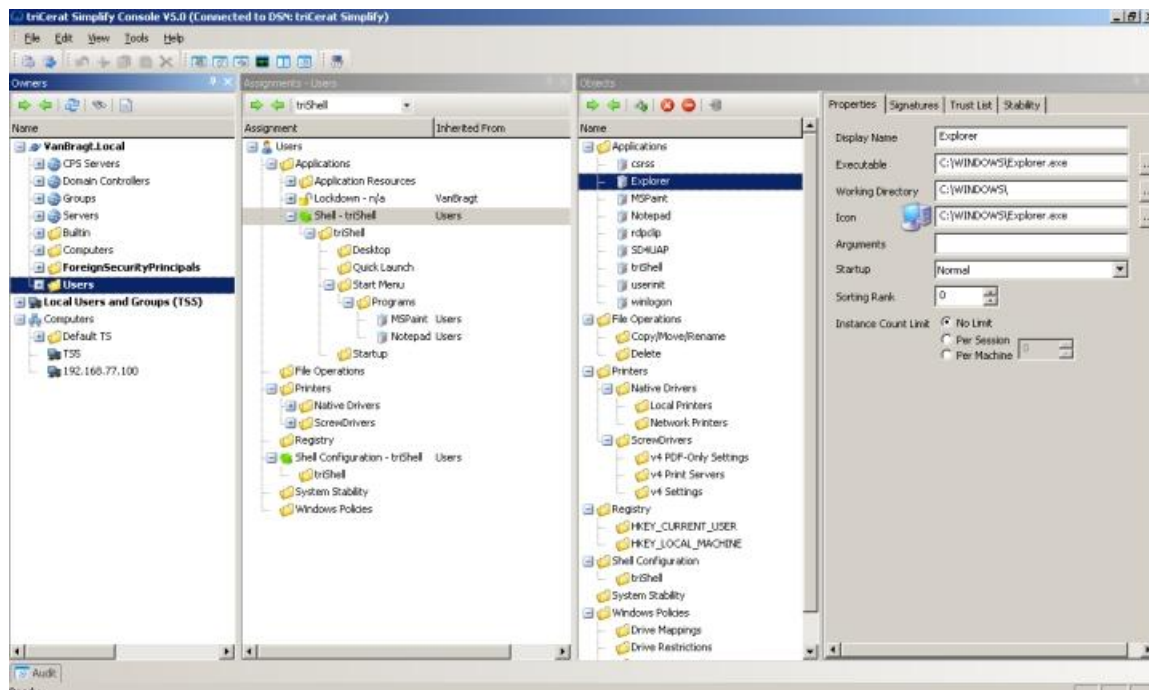 triCerat Simplify Console V5.0 (Connected to DSN: triCerat Simplify)
File Edit View Tools Help
Owners
Name
VanBragt.Local
CPS Servers
Domain Controllers
Groups
Servers
Builtin
Computers
ForeignSecurityPrincipals
Users
Local Users and Groups (TS5)
Computers
Default TS
TS5
192.168.77.100
Assignments - Users
triShell
Assignment Inherited From
Users
Applications
Application Resources
Lockdown - n/a VanBragt
Shell - triShell Users
triShell
Desktop
Quick Launch
Start Menu
Programs
MSPaint Users
Notepad Users
Startup
File Operations
Printers
Native Drivers
ScrewDrivers
Registry
Shell Configuration - triShell Users
triShell
System Stability
Windows Policies
Objects
Name
Applications
csrss
Explorer
MSPaint
Notepad
rdpclip
SD4UAP
triShell
userinit
winlogon
File Operations
Copy/Move/Rename
Delete
Printers
Native Drivers
Local Printers
Network Printers
ScrewDrivers
v4 PDF-Only Settings
v4 Print Servers
v4 Settings
Registry
HKEY_CURRENT_USER
HKEY_LOCAL_MACHINE
Shell Configuration
triShell
System Stability
Windows Policies
Drive Mappings
Drive Restrictions
Properties Signatures Trust List Stability
Display Name Explorer
Executable C:\WINDOWS\Explorer.exe ...
Working Directory C:\WINDOWS\ ...
Icon C:\WINDOWS\Explorer.exe ...
Arguments
Startup Normal
Sorting Rank 0
Instance Count Limit No Limit
Per Session
Per Machine 0
Audit